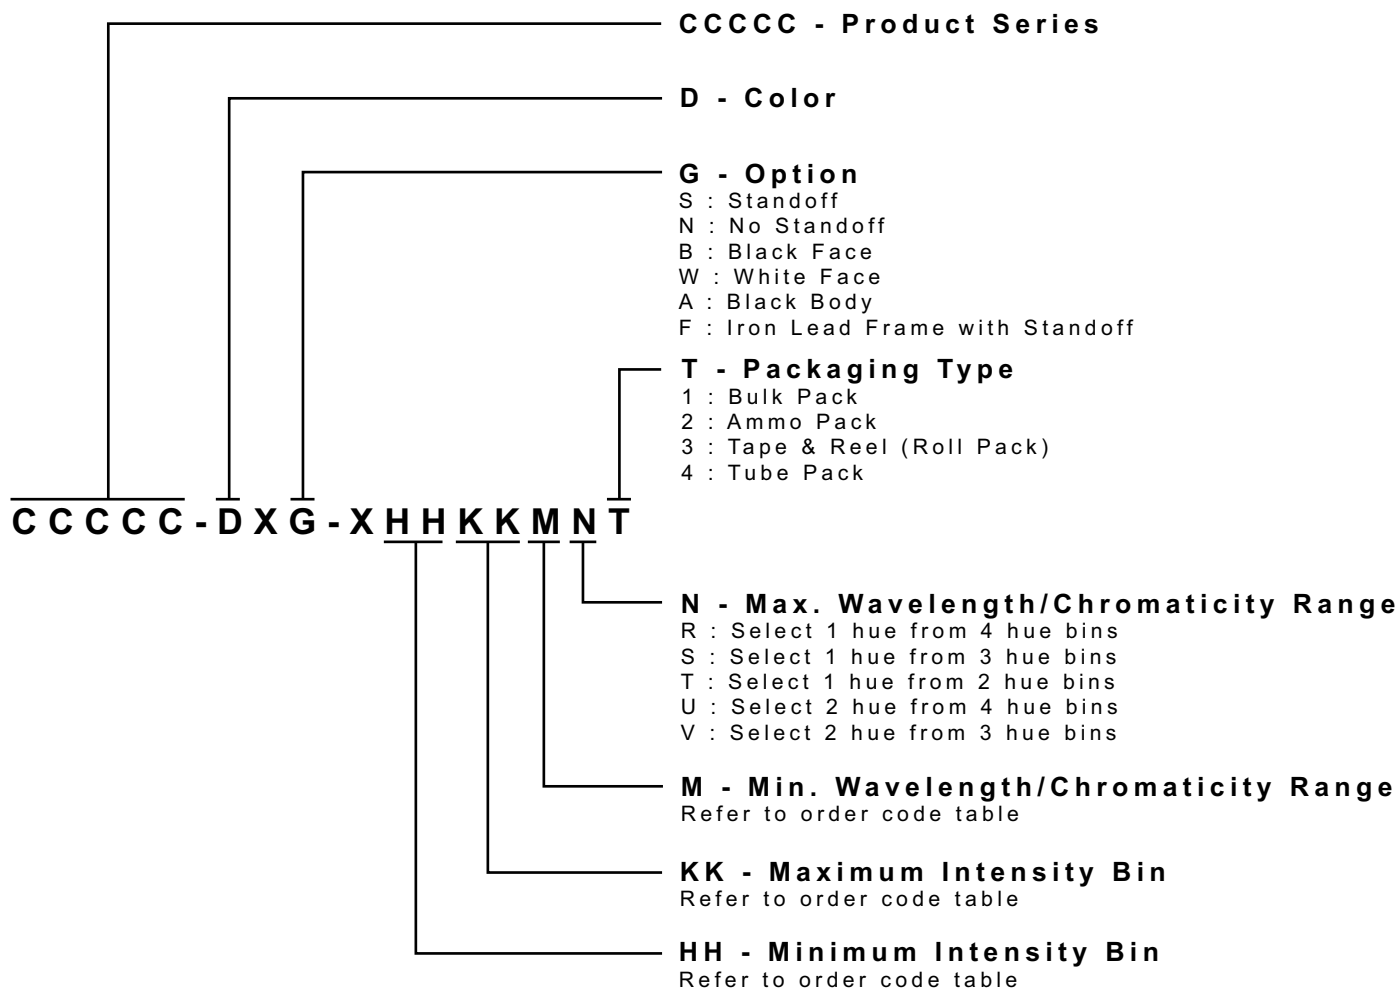 CCCCC - Product Series
D - Color
G - Option
S : Standoff
N : No Standoff
B : Black Face
W : White Face
A : Black Body
F : Iron Lead Frame with Standoff
T - Packaging Type
1 : Bulk Pack
2 : Ammo Pack
3 : Tape & Reel (Roll Pack)
4 : Tube Pack
CCCCC-DXG-XHHKKMNT
N - Max. Wavelength/Chromaticity Range
R : Select 1 hue from 4 hue bins
S : Select 1 hue from 3 hue bins
T : Select 1 hue from 2 hue bins
U : Select 2 hue from 4 hue bins
V : Select 2 hue from 3 hue bins
M - Min. Wavelength/Chromaticity Range
Refer to order code table
KK - Maximum Intensity Bin
Refer to order code table
HH - Minimum Intensity Bin
Refer to order code table